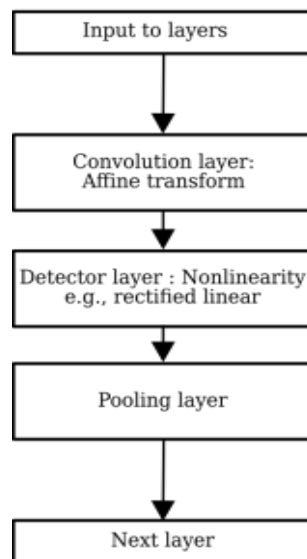 Input to layers
Convolution layer:
Affine transform
Detector layer : Nonlinearity
e.g., rectified linear
Pooling layer
Next layer